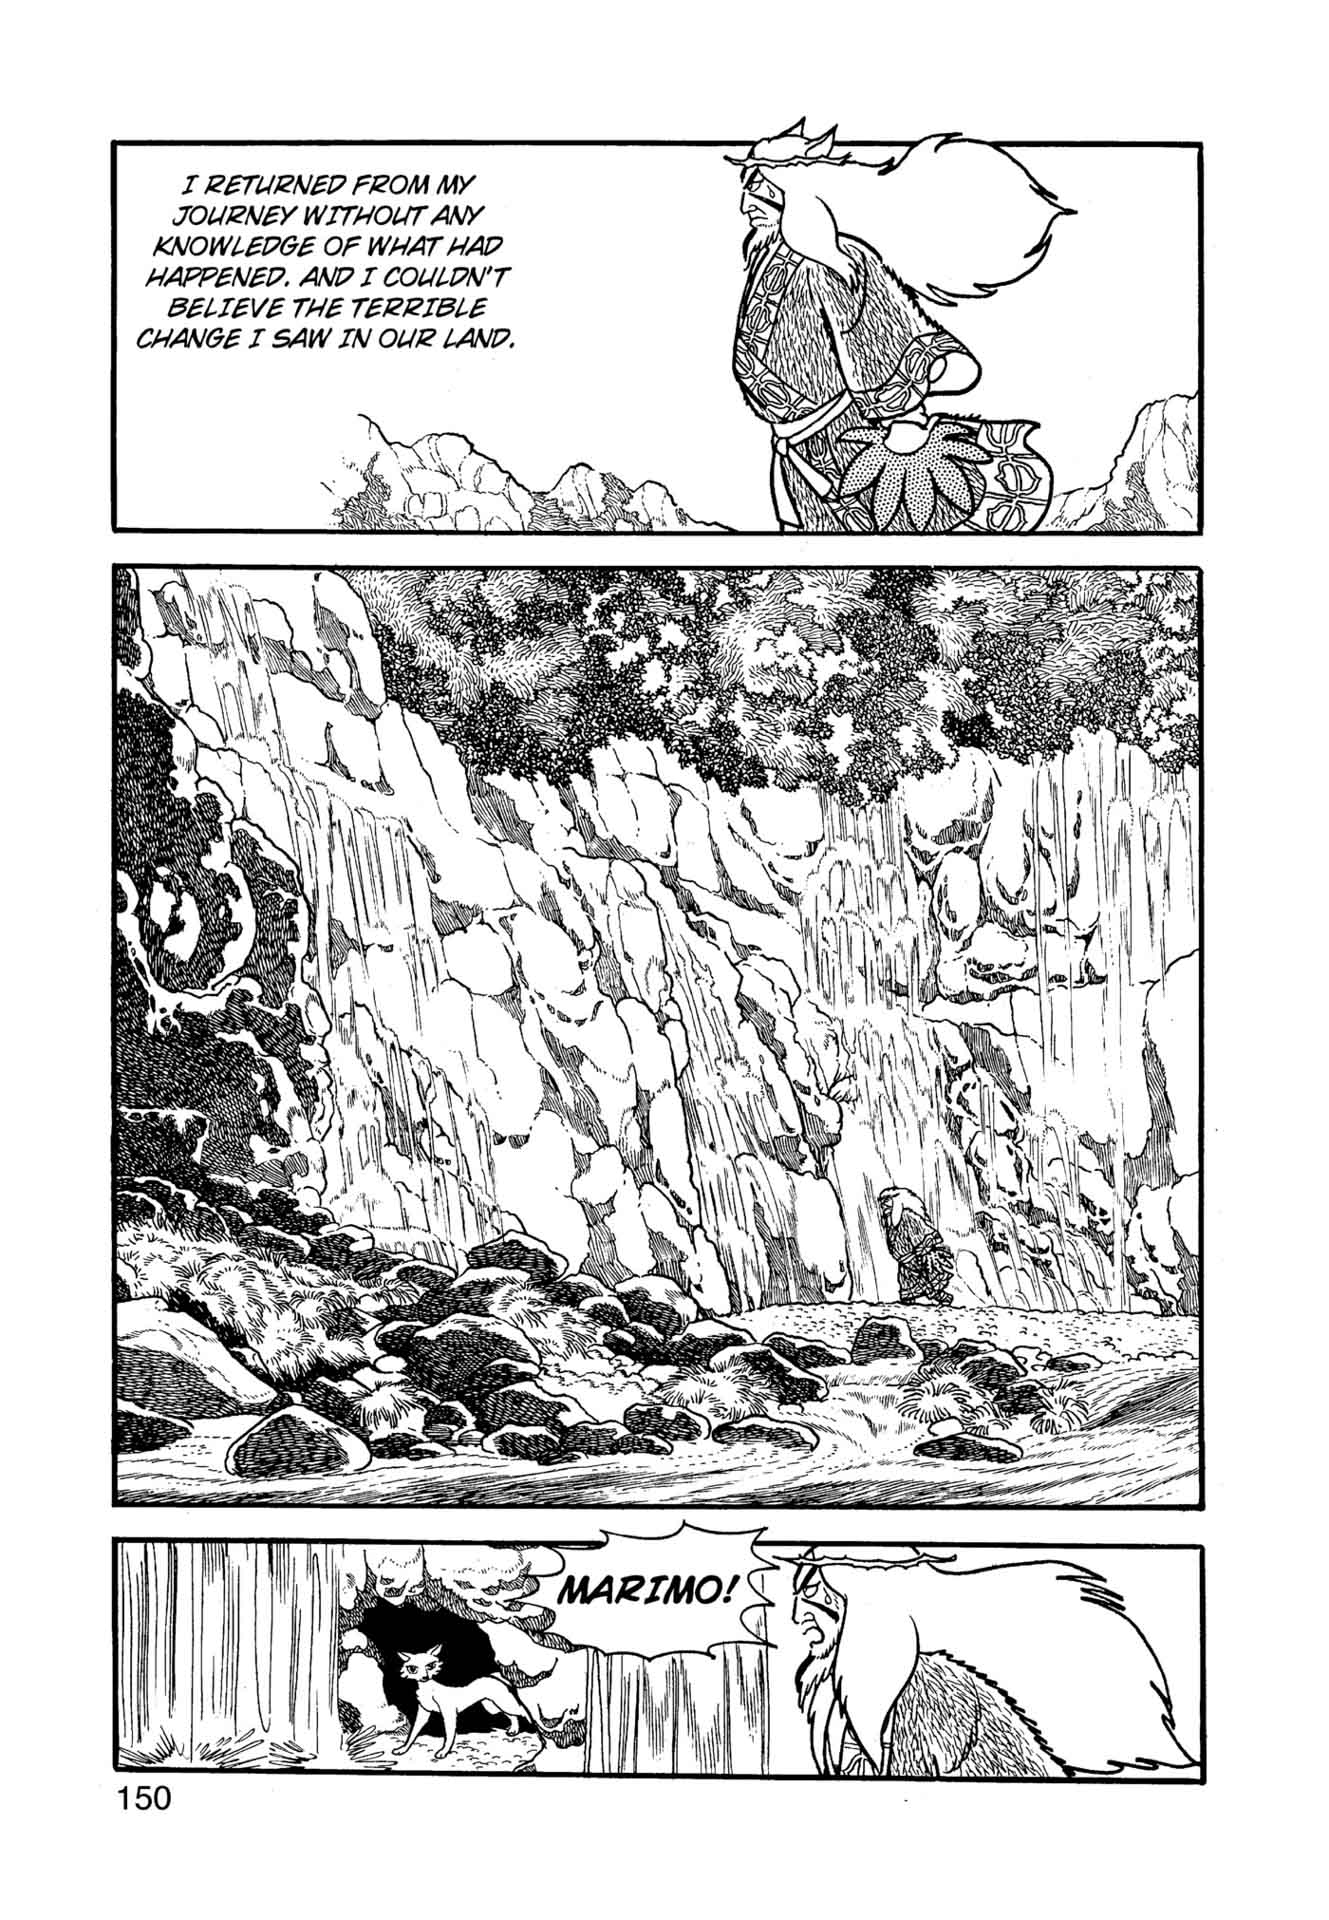 I RETURNED FROM MY
JOURNEY WITHOUT ANY
KNOWLEDGE OF WHAT HAD
HAPPENED. AND I COULDN'T
BELIEVE THE TERRIBLE
CHANGE I SAW IN OUR LAND.
MARIMO!
150